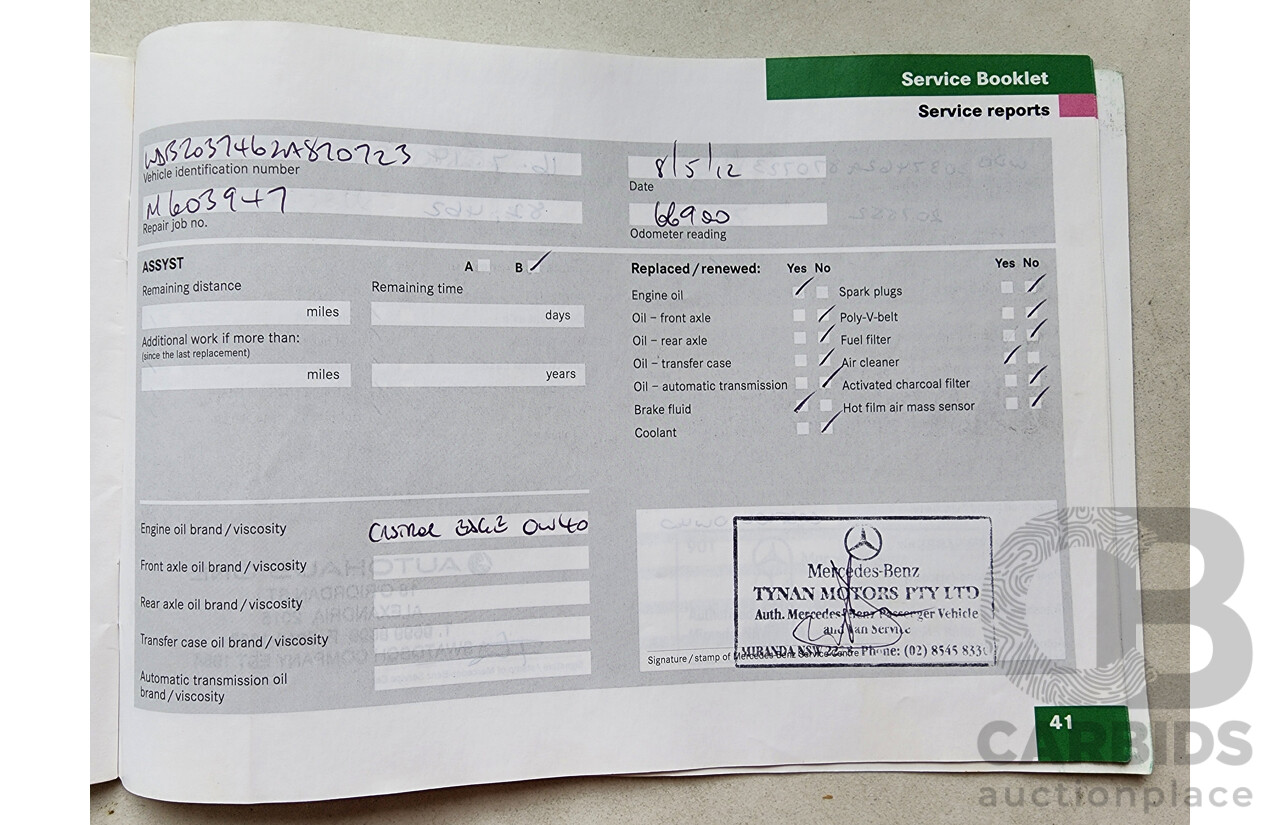 Service Booklet
Service reports
WDB2037462A870723
Vehicle identification number
8/5/12
Date
M603947
Repair job no.
66900
Odometer reading
ASSYST
A
B
Remaining distance
Remaining time
miles
days
Additional work if more than:
(since the last replacement)
miles
years
Replaced/renewed: Yes No
Yes No
Engine oil
Spark plugs
Oil – front axle
Poly-V-belt
Oil – rear axle
Fuel filter
Oil – transfer case
Air cleaner
Oil – automatic transmission
Activated charcoal filter
Brake fluid
Hot film air mass sensor
Coolant
Engine oil brand/viscosity
CASTROL EDGE 0W40
Front axle oil brand/viscosity
Rear axle oil brand/viscosity
Transfer case oil brand/viscosity
Automatic transmission oil
brand/viscosity
Mercedes-Benz
TYNAN MOTORS PTY LTD
Auth. Mercedes-Benz Passenger Vehicle
and Van Service
MIRANDA NSW 2228 Phone: (02) 8545 833
Signature/stamp of Mercedes-Benz Service Centre
41
CARBIDS
auctionplace